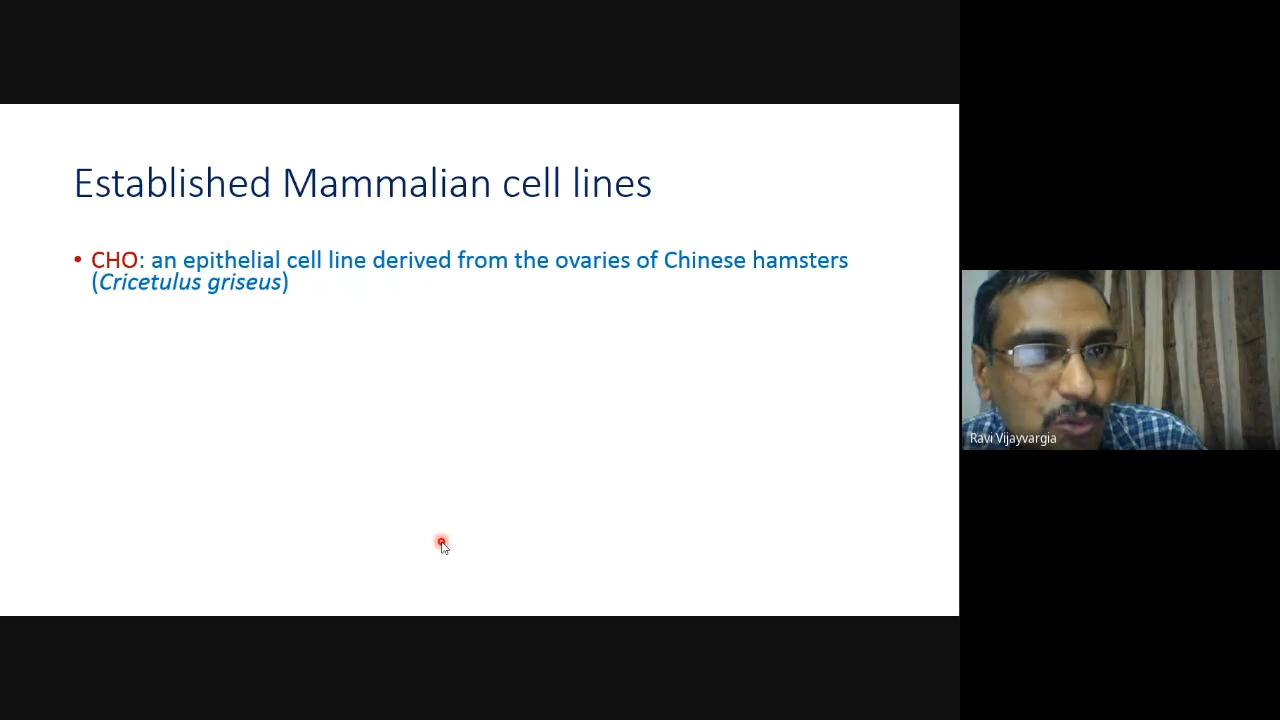 Established Mammalian cell lines
• CHO: an epithelial cell line derived from the ovaries of Chinese hamsters
(Cricetulus griseus)
Ravi Vijayvargia